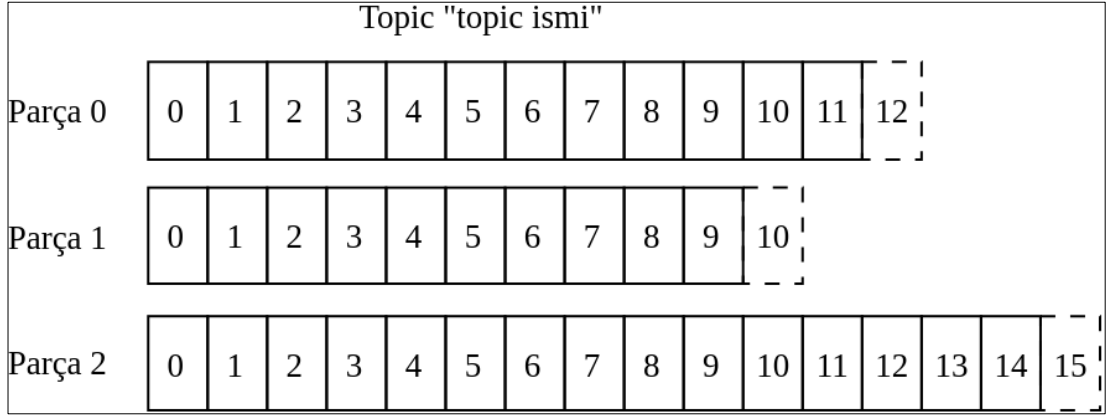 Topic "topic ismi"
Parça 0 0 1 2 3 4 5 6 7 8 9 10 11 12
Parça 1 0 1 2 3 4 5 6 7 8 9 10
Parça 2 0 1 2 3 4 5 6 7 8 9 10 11 12 13 14 15